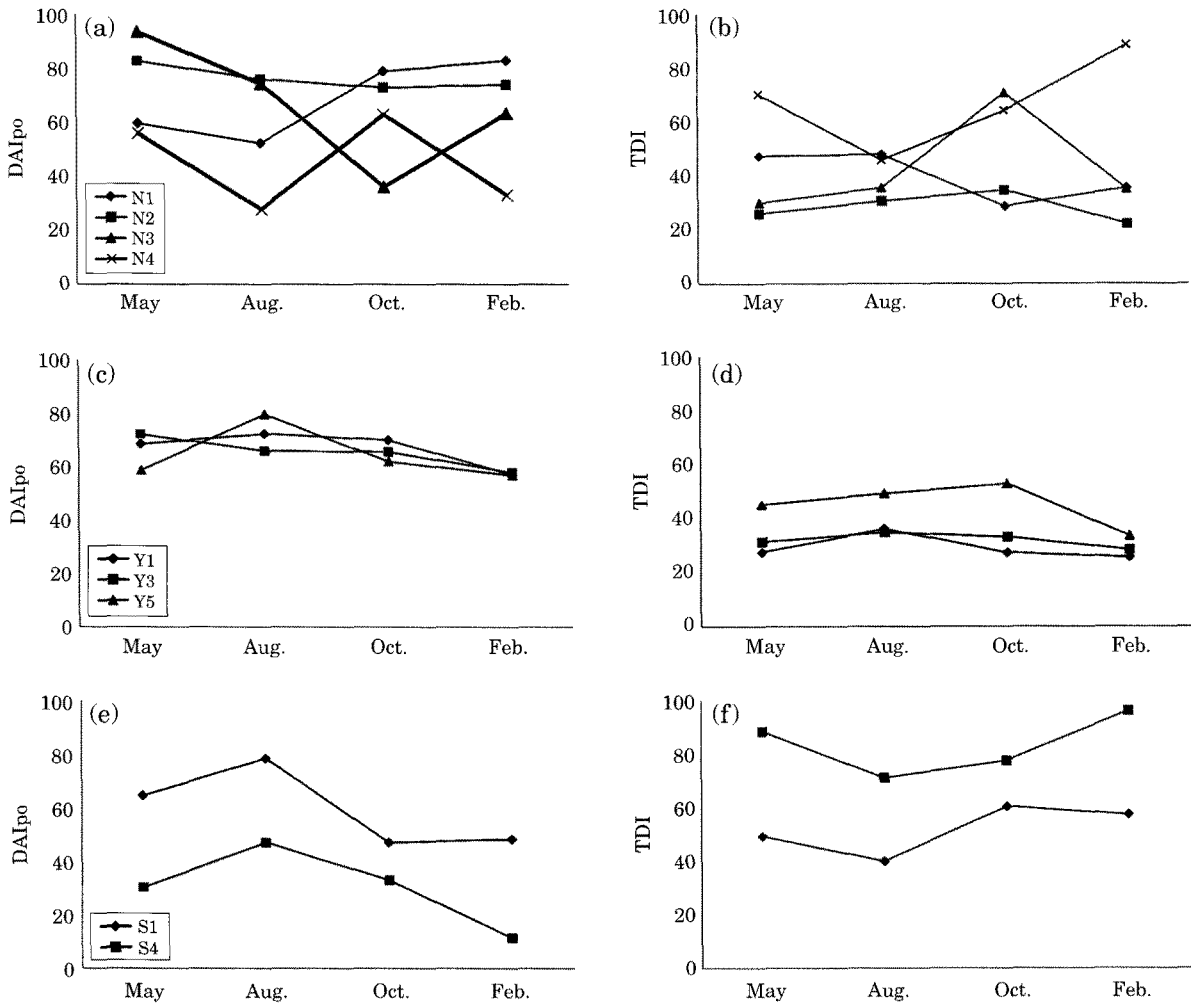 (a)
100
80
60
40
20
0
DAIpo
N1
N2
N3
N4
May Aug. Oct. Feb.
(b)
100
80
60
40
20
0
TDI
May Aug. Oct. Feb.
(c)
100
80
60
40
20
0
DAIpo
Y1
Y3
Y5
May Aug. Oct. Feb.
(d)
100
80
60
40
20
0
TDI
May Aug. Oct. Feb.
(e)
100
80
60
40
20
0
DAIpo
S1
S4
May Aug. Oct. Feb.
(f)
100
80
60
40
20
0
TDI
May Aug. Oct. Feb.